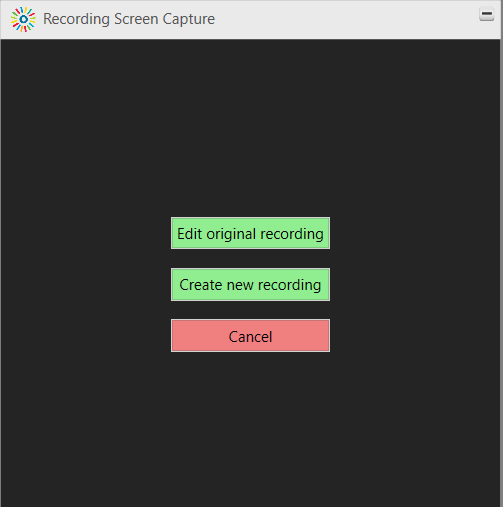 Recording Screen Capture
Edit original recording
Create new recording
Cancel